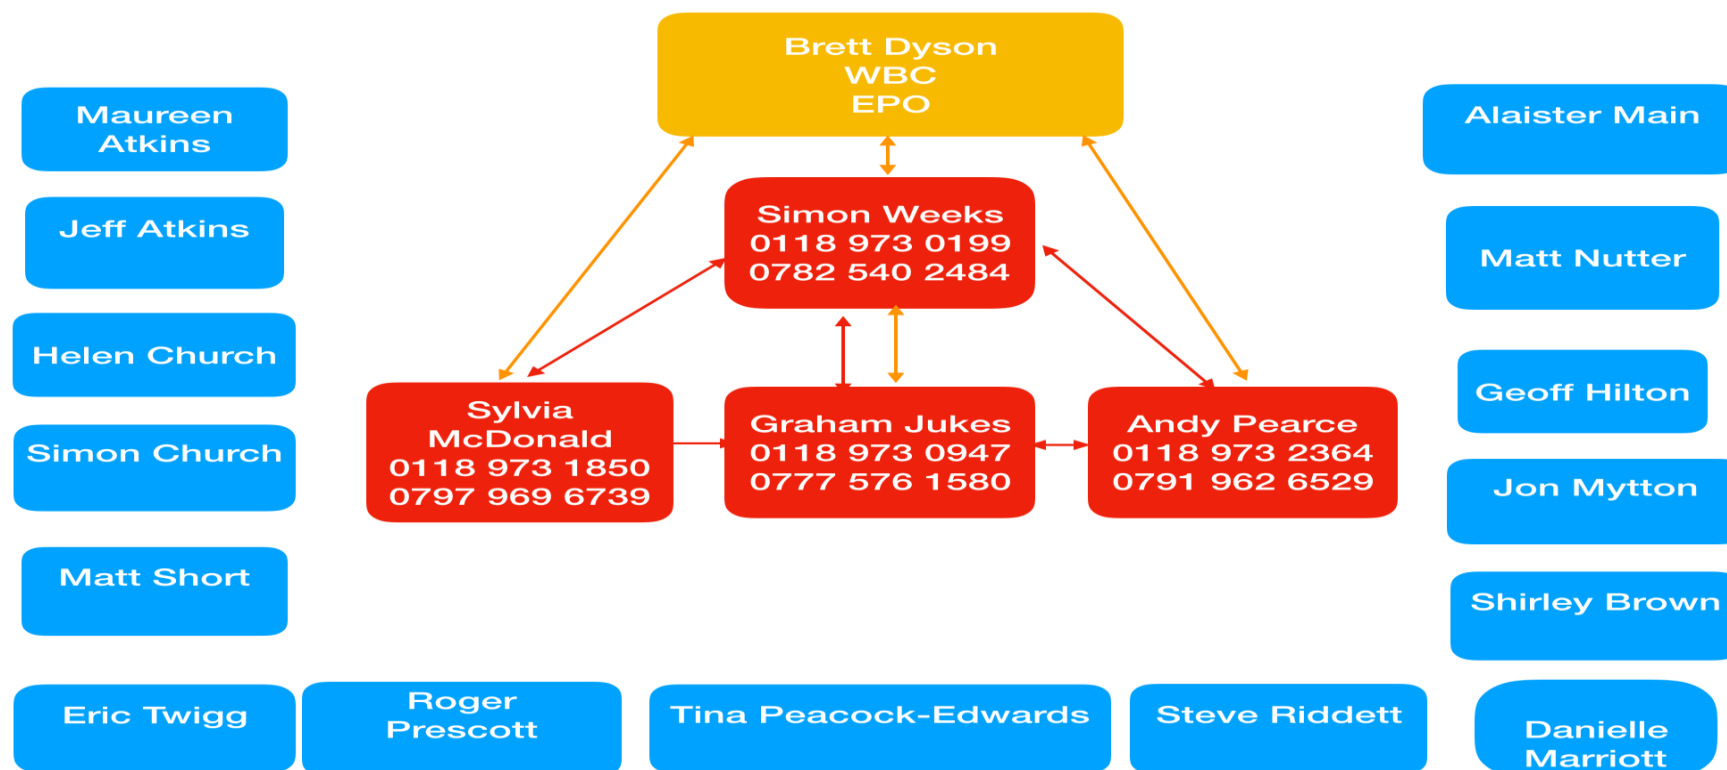 Brett Dyson
WBC
EPO
Maureen
Atkins
Alaister Main
Jeff Atkins
Simon Weeks
0118 973 0199
0782 540 2484
Matt Nutter
Helen Church
Geoff Hilton
Simon Church
Sylvia
McDonald
0118 973 1850
0797 969 6739
Graham Jukes
0118 973 0947
0777 576 1580
Andy Pearce
0118 973 2364
0791 962 6529
Jon Mytton
Matt Short
Shirley Brown
Eric Twigg
Roger
Prescott
Tina Peacock-Edwards
Steve Riddett
Danielle
Marriott